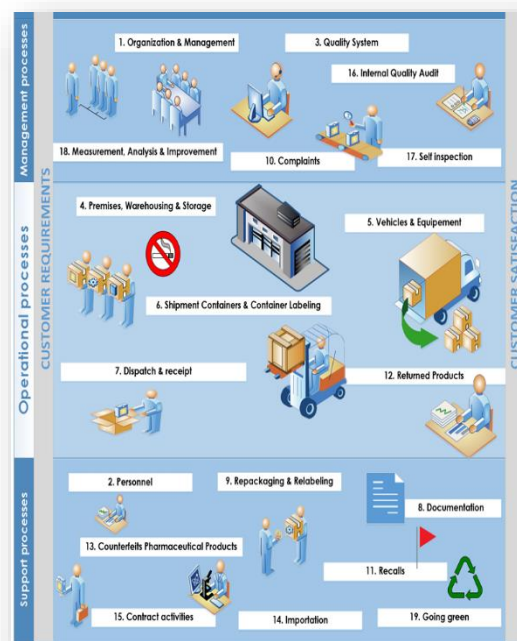 Management processes
CUSTOMER REQUIREMENTS
CUSTOMER SATISFACTION
1. Organization & Management
3. Quality System
16. Internal Quality Audit
18. Measurement, Analysis & Improvement
10. Complaints
17. Self inspection
Operational processes
4. Premises, Warehousing & Storage
5. Vehicles & Equipement
6. Shipment Containers & Container Labeling
7. Dispatch & receipt
12. Returned Products
Support processes
2. Personnel
9. Repackaging & Relabeling
8. Documentation
13. Counterfeits Pharmaceutical Products
11. Recalls
15. Contract activities
14. Importation
19. Going green